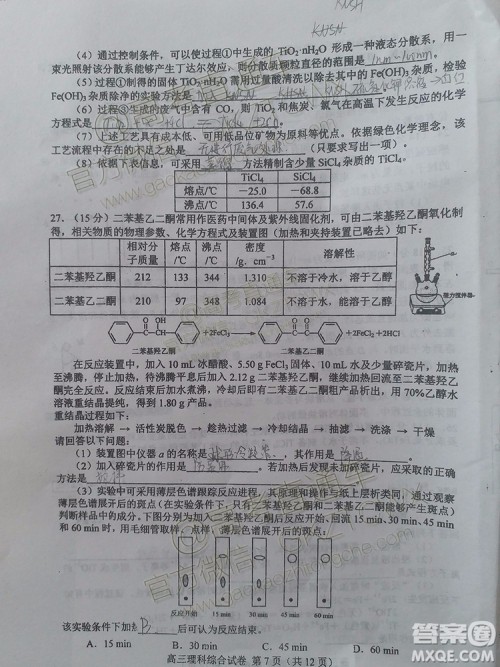 KHSN
（4）通过控制条件，可以使过程①中生成的 TiO₂·nH₂O 形成一种液态分散系，用一
束光照射该分散系能够产生丁达尔效应，则分散质颗粒直径的范围是 1nm~100nm
（5）过程①制得的固体 TiO₂·nH₂O 需用过量酸清洗以除去其中的 Fe(OH)₃ 杂质，检验
Fe(OH)₃ 杂质除净的实验方法是
（6）过程②生成的废气中含有 CO，则 TiO₂ 和焦炭、氯气在高温下发生反应的化学
方程式是
（7）上述工艺具有成本低、可用低品位矿物为原料等优点。依据绿色化学理念，该
工艺流程中存在的不足之处是 （只要求写出一项）。
（8）依据下表信息，可采用 蒸馏 方法精制含少量 SiCl₄ 杂质的 TiCl₄
TiCl₄ SiCl₄
熔点/℃ －25.0 －68.8
沸点/℃ 136.4 57.6
27．（15 分）二苯基乙二酮常用作医药中间体及紫外线固化剂，可由二苯基羟乙酮氧化制
得，相关物质的物理参数、化学方程式及装置图（加热和夹持装置已略去）如下：
相对分子质量 熔点/℃ 沸点/℃ 密度/g. cm⁻³ 溶解性
二苯基羟乙酮 212 133 344 1.310 不溶于冷水，溶于乙醇
二苯基乙二酮 210 97 348 1.084 不溶于水，能溶于乙醇
a
磁力搅拌器
O OH +2FeCl₃ O O +2FeCl₂+2HCl
二苯基羟乙酮 二苯基乙二酮
在反应装置中，加入 10 mL 冰醋酸、5.50 g FeCl₃ 固体、10 mL 水及少量碎瓷片，加热
至沸腾，停止加热，待沸腾平息后加入 2.12 g 二苯基羟乙酮，继续加热回流至二苯基羟乙
酮完全反应。反应结束后加水煮沸，冷却后即有二苯基乙二酮粗产品析出，用 70%乙醇水
溶液重结晶提纯，得到 1.80 g 产品。
重结晶过程如下：
加热溶解 → 活性炭脱色 → 趁热过滤 → 冷却结晶 → 抽滤 → 洗涤 → 干燥
请回答以下问题：
（1）装置图中仪器 a 的名称是 球形冷凝管 ，其作用是
（2）加入碎瓷片的作用是 防暴沸 。若加热后发现未加碎瓷片，应采取的正确
方法是
（3）实验中可采用薄层色谱跟踪反应进程，其原理和操作与纸上层析类同，通过观察
薄层色谱展开后的斑点（在实验条件下，只有二苯基羟乙酮和二苯基乙二酮能够产生斑点）
判断样品中的成分。下图分别为加入二苯基羟乙酮后反应开始、回流 15 min、30 min、45 min
和 60 min 时，用毛细管取样、点样，薄层色谱展开后的斑点：
反应开始 15 min 30 min 45 min 60 min
该实验条件下加热 B 后可认为反应结束。
A．15 min B．30 min C．45 min D．60 min
高三理科综合试卷 第 7 页（共 12 页）
答案圈
MXQE.COM